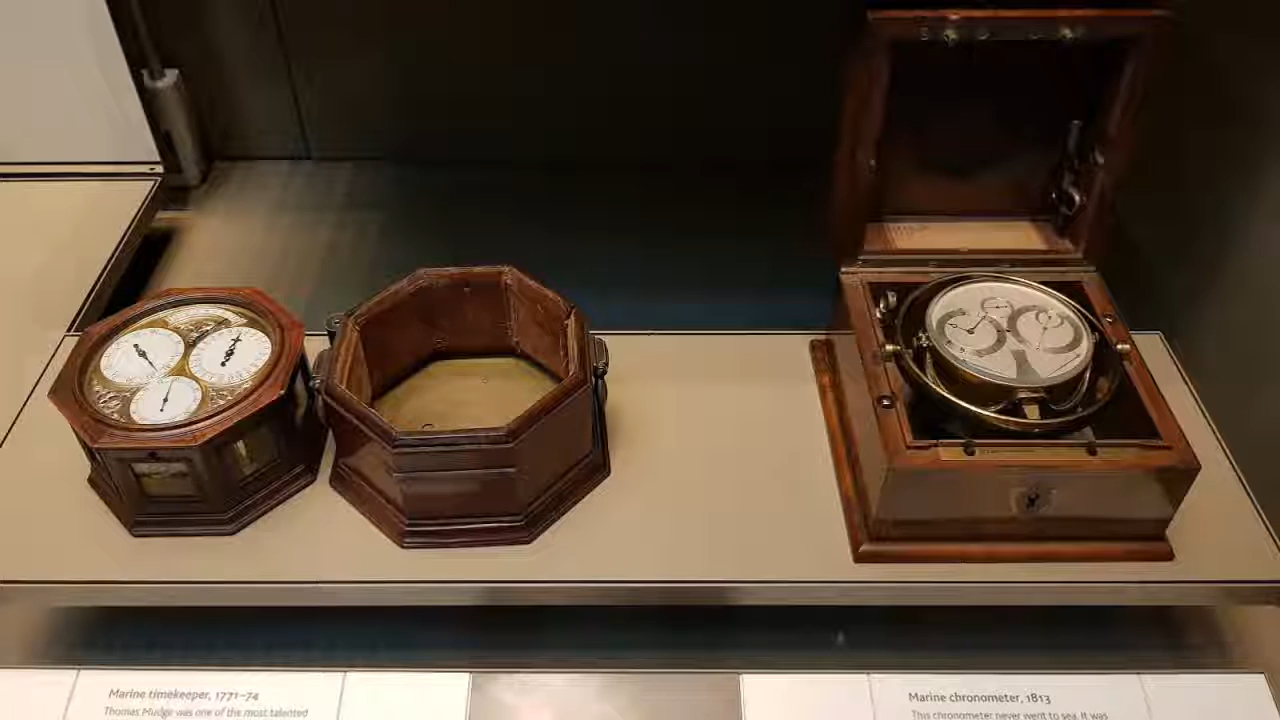 Marine timekeeper, 1771–74
Thomas Mudge was one of the most talented
Marine chronometer, 1813
This chronometer never went to sea. It was